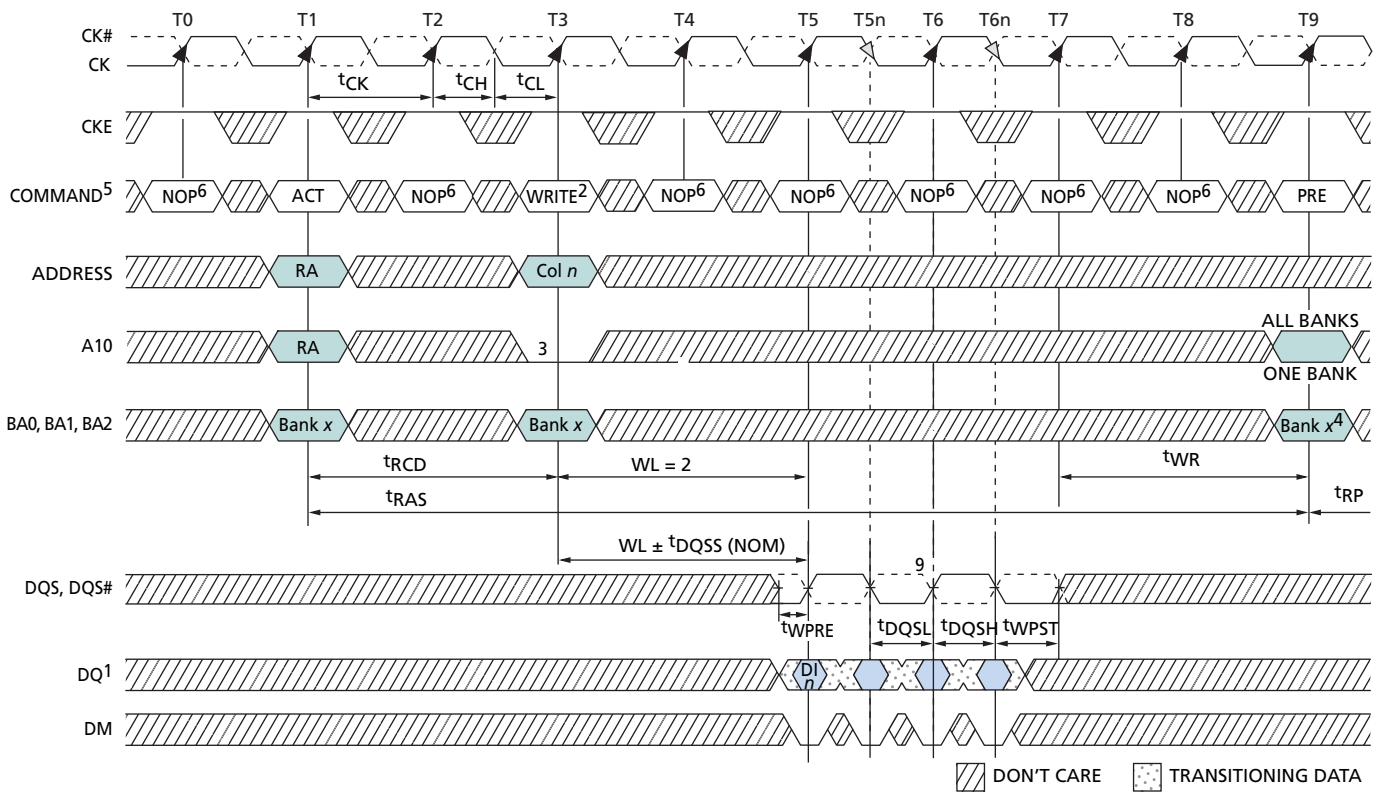 T0 T1 T2 T3 T4 T5 T5n T6 T6n T7 T8 T9
CK#
CK
tCK tCH tCL
CKE
COMMAND5 NOP6 ACT NOP6 WRITE2 NOP6 NOP6 NOP6 NOP6 NOP6 PRE
ADDRESS RA Col n
ALL BANKS
A10 RA 3
ONE BANK
BA0, BA1, BA2 Bank x Bank x Bank x4
tRCD WL = 2 tWR
tRAS tRP
WL ± tDQSS (NOM)
9
DQS, DQS#
tWPRE tDQSL tDQSH tWPST
DQ1 DI
n
DM
DON'T CARE TRANSITIONING DATA